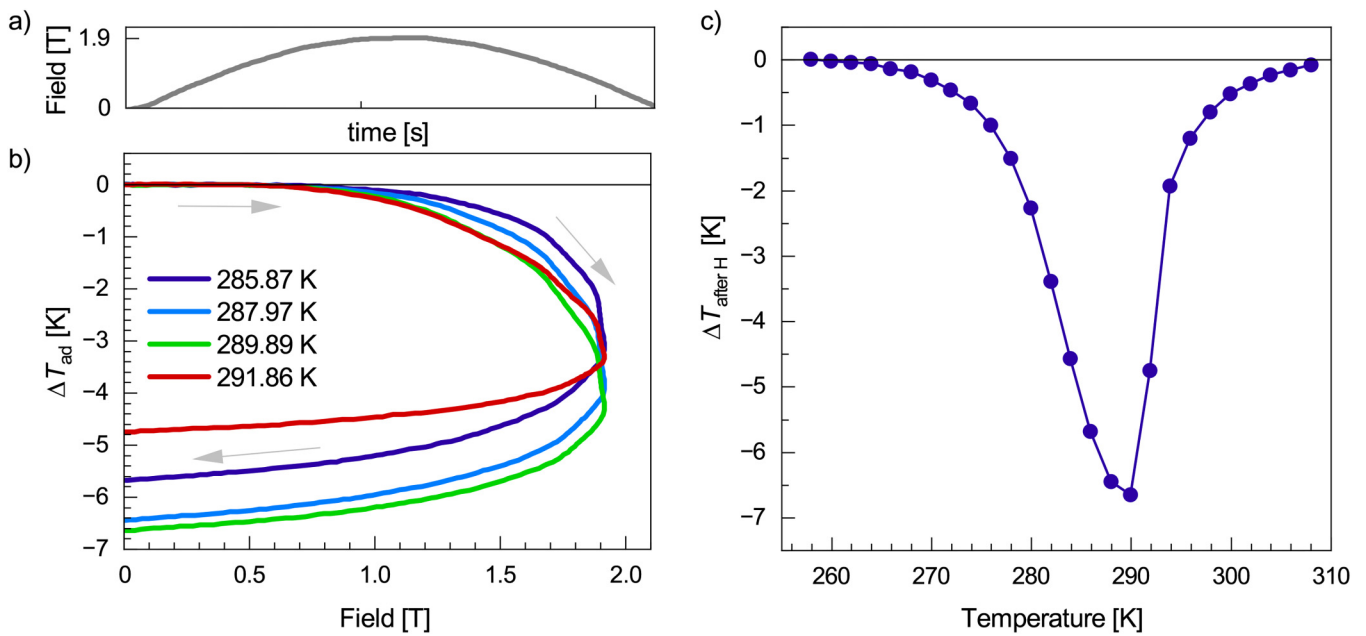 a)
Field [T]
1.9
0
time [s]
b)
ΔT_ad [K]
0
−1
−2
−3
−4
−5
−6
−7
285.87 K
287.97 K
289.89 K
291.86 K
0 0.5 1.0 1.5 2.0
Field [T]
c)
ΔT_after H [K]
0
−1
−2
−3
−4
−5
−6
−7
260 270 280 290 300 310
Temperature [K]